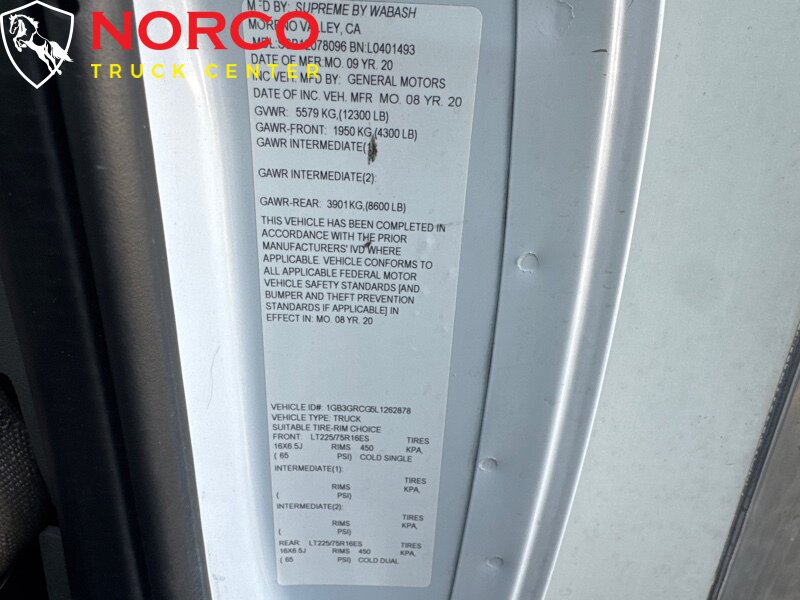 NORCO
TRUCK CENTER
MFD BY: SUPREME BY WABASH
MORENO VALLEY, CA
BN:L0401493
DATE OF MFR:MO. 09 YR. 20
INC VEH. MFD BY: GENERAL MOTORS
DATE OF INC. VEH. MFR MO. 08 YR. 20
GVWR: 5579 KG,(12300 LB)
GAWR-FRONT: 1950 KG,(4300 LB)
GAWR INTERMEDIATE(1)
GAWR INTERMEDIATE(2):
GAWR-REAR: 3901KG,(8600 LB)
THIS VEHICLE HAS BEEN COMPLETED IN
ACCORDANCE WITH THE PRIOR
MANUFACTURERS' IVD WHERE
APPLICABLE. VEHICLE CONFORMS TO
ALL APPLICABLE FEDERAL MOTOR
VEHICLE SAFETY STANDARDS [AND
BUMPER AND THEFT PREVENTION
STANDARDS IF APPLICABLE] IN
EFFECT IN: MO. 08 YR. 20
VEHICLE ID#: 1GB3GRCG5L1262878
VEHICLE TYPE: TRUCK
SUITABLE TIRE-RIM CHOICE
FRONT: LT225/75R16ES TIRES
16X6.5J RIMS 450 KPA,
( 65 PSI) COLD SINGLE
INTERMEDIATE(1):
TIRES
RIMS KPA,
( PSI)
INTERMEDIATE(2):
TIRES
RIMS KPA,
( PSI)
REAR: LT225/75R16ES TIRES
16X6.5J RIMS 450 KPA,
( 65 PSI) COLD DUAL